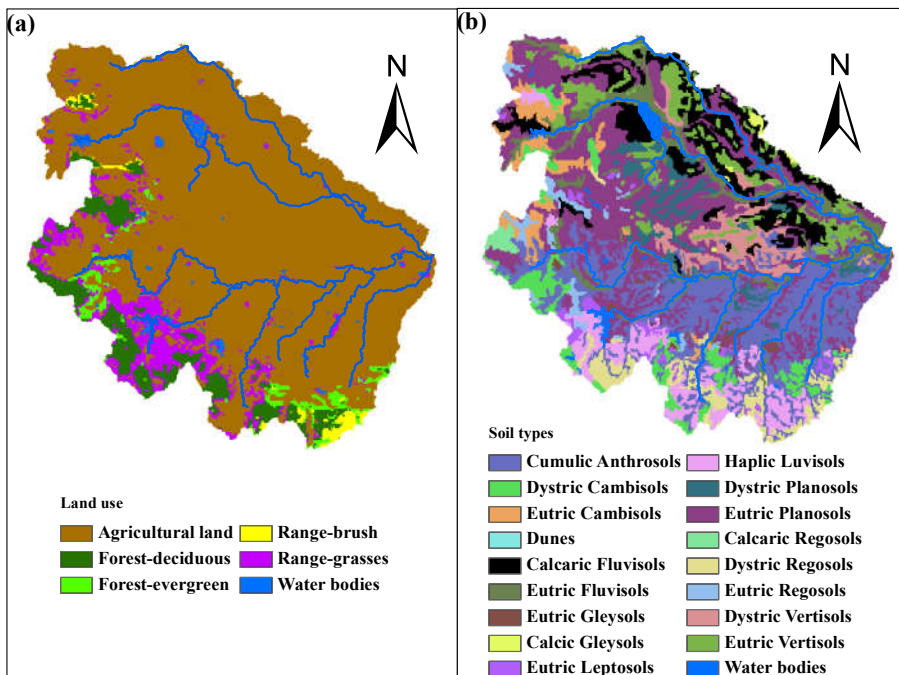 (a)
N
Land use
Agricultural land
Range-brush
Forest-deciduous
Range-grasses
Forest-evergreen
Water bodies
(b)
N
Soil types
Cumulic Anthrosols
Haplic Luvisols
Dystric Cambisols
Dystric Planosols
Eutric Cambisols
Eutric Planosols
Dunes
Calcaric Regosols
Calcaric Fluvisols
Dystric Regosols
Eutric Fluvisols
Eutric Regosols
Eutric Gleysols
Dystric Vertisols
Calcic Gleysols
Eutric Vertisols
Eutric Leptosols
Water bodies